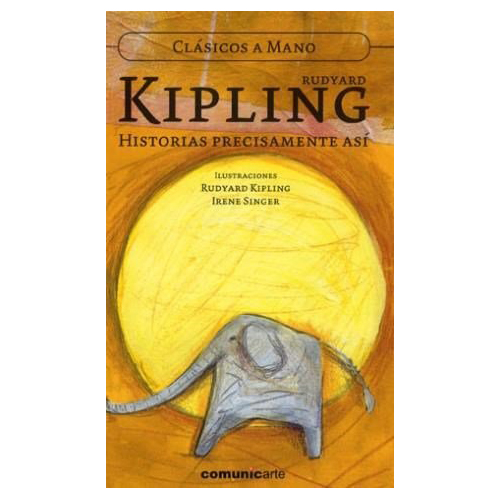 Clásicos a Mano
RUDYARD
KIPLING
HISTORIAS PRECISAMENTE ASÍ
ILUSTRACIONES
RUDYARD KIPLING
IRENE SINGER
comunicarte